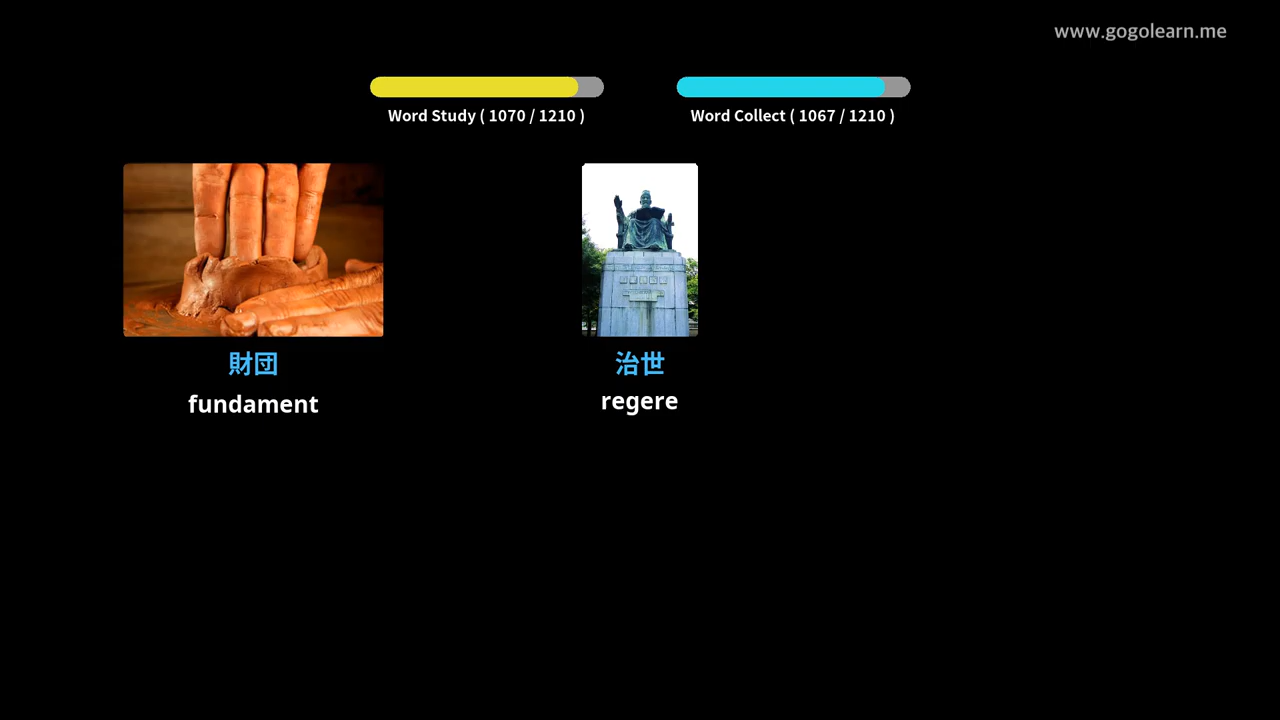 www.gogolearn.me
Word Study ( 1070 / 1210 )
Word Collect ( 1067 / 1210 )
財団
fundament
治世
regere